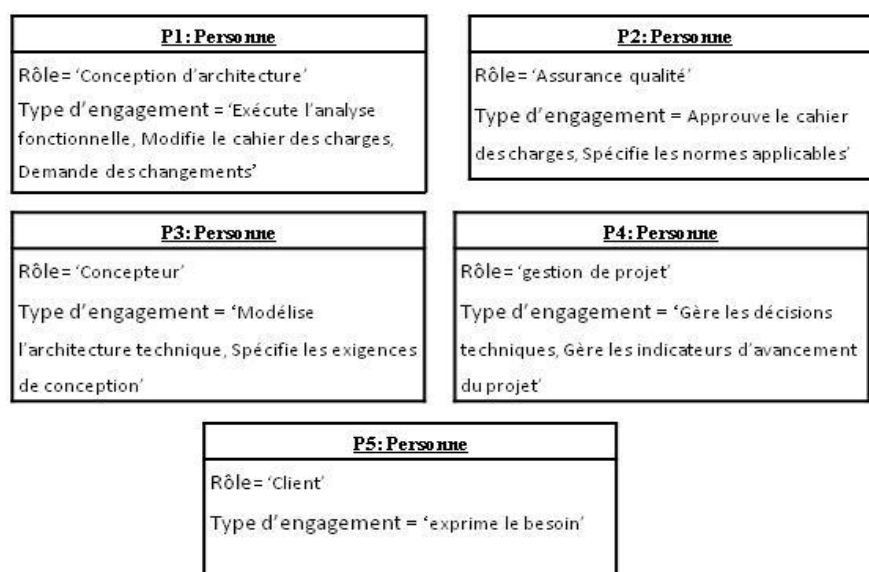 P1: Personne
Rôle= ‘Conception d’architecture’
Type d’engagement = ‘Exécute l’analyse
fonctionnelle, Modifie le cahier des charges,
Demande des changements’
P2: Personne
Rôle= ‘Assurance qualité’
Type d’engagement = Approuve le cahier
des charges, Spécifie les normes applicables’
P3: Personne
Rôle= ‘Concepteur’
Type d’engagement = ‘Modélise
l’architecture technique, Spécifie les exigences
de conception’
P4: Personne
Rôle= ‘gestion de projet’
Type d’engagement = ‘Gère les décisions
techniques, Gère les indicateurs d’avancement
du projet’
P5: Personne
Rôle= ‘Client’
Type d’engagement = ‘exprime le besoin’